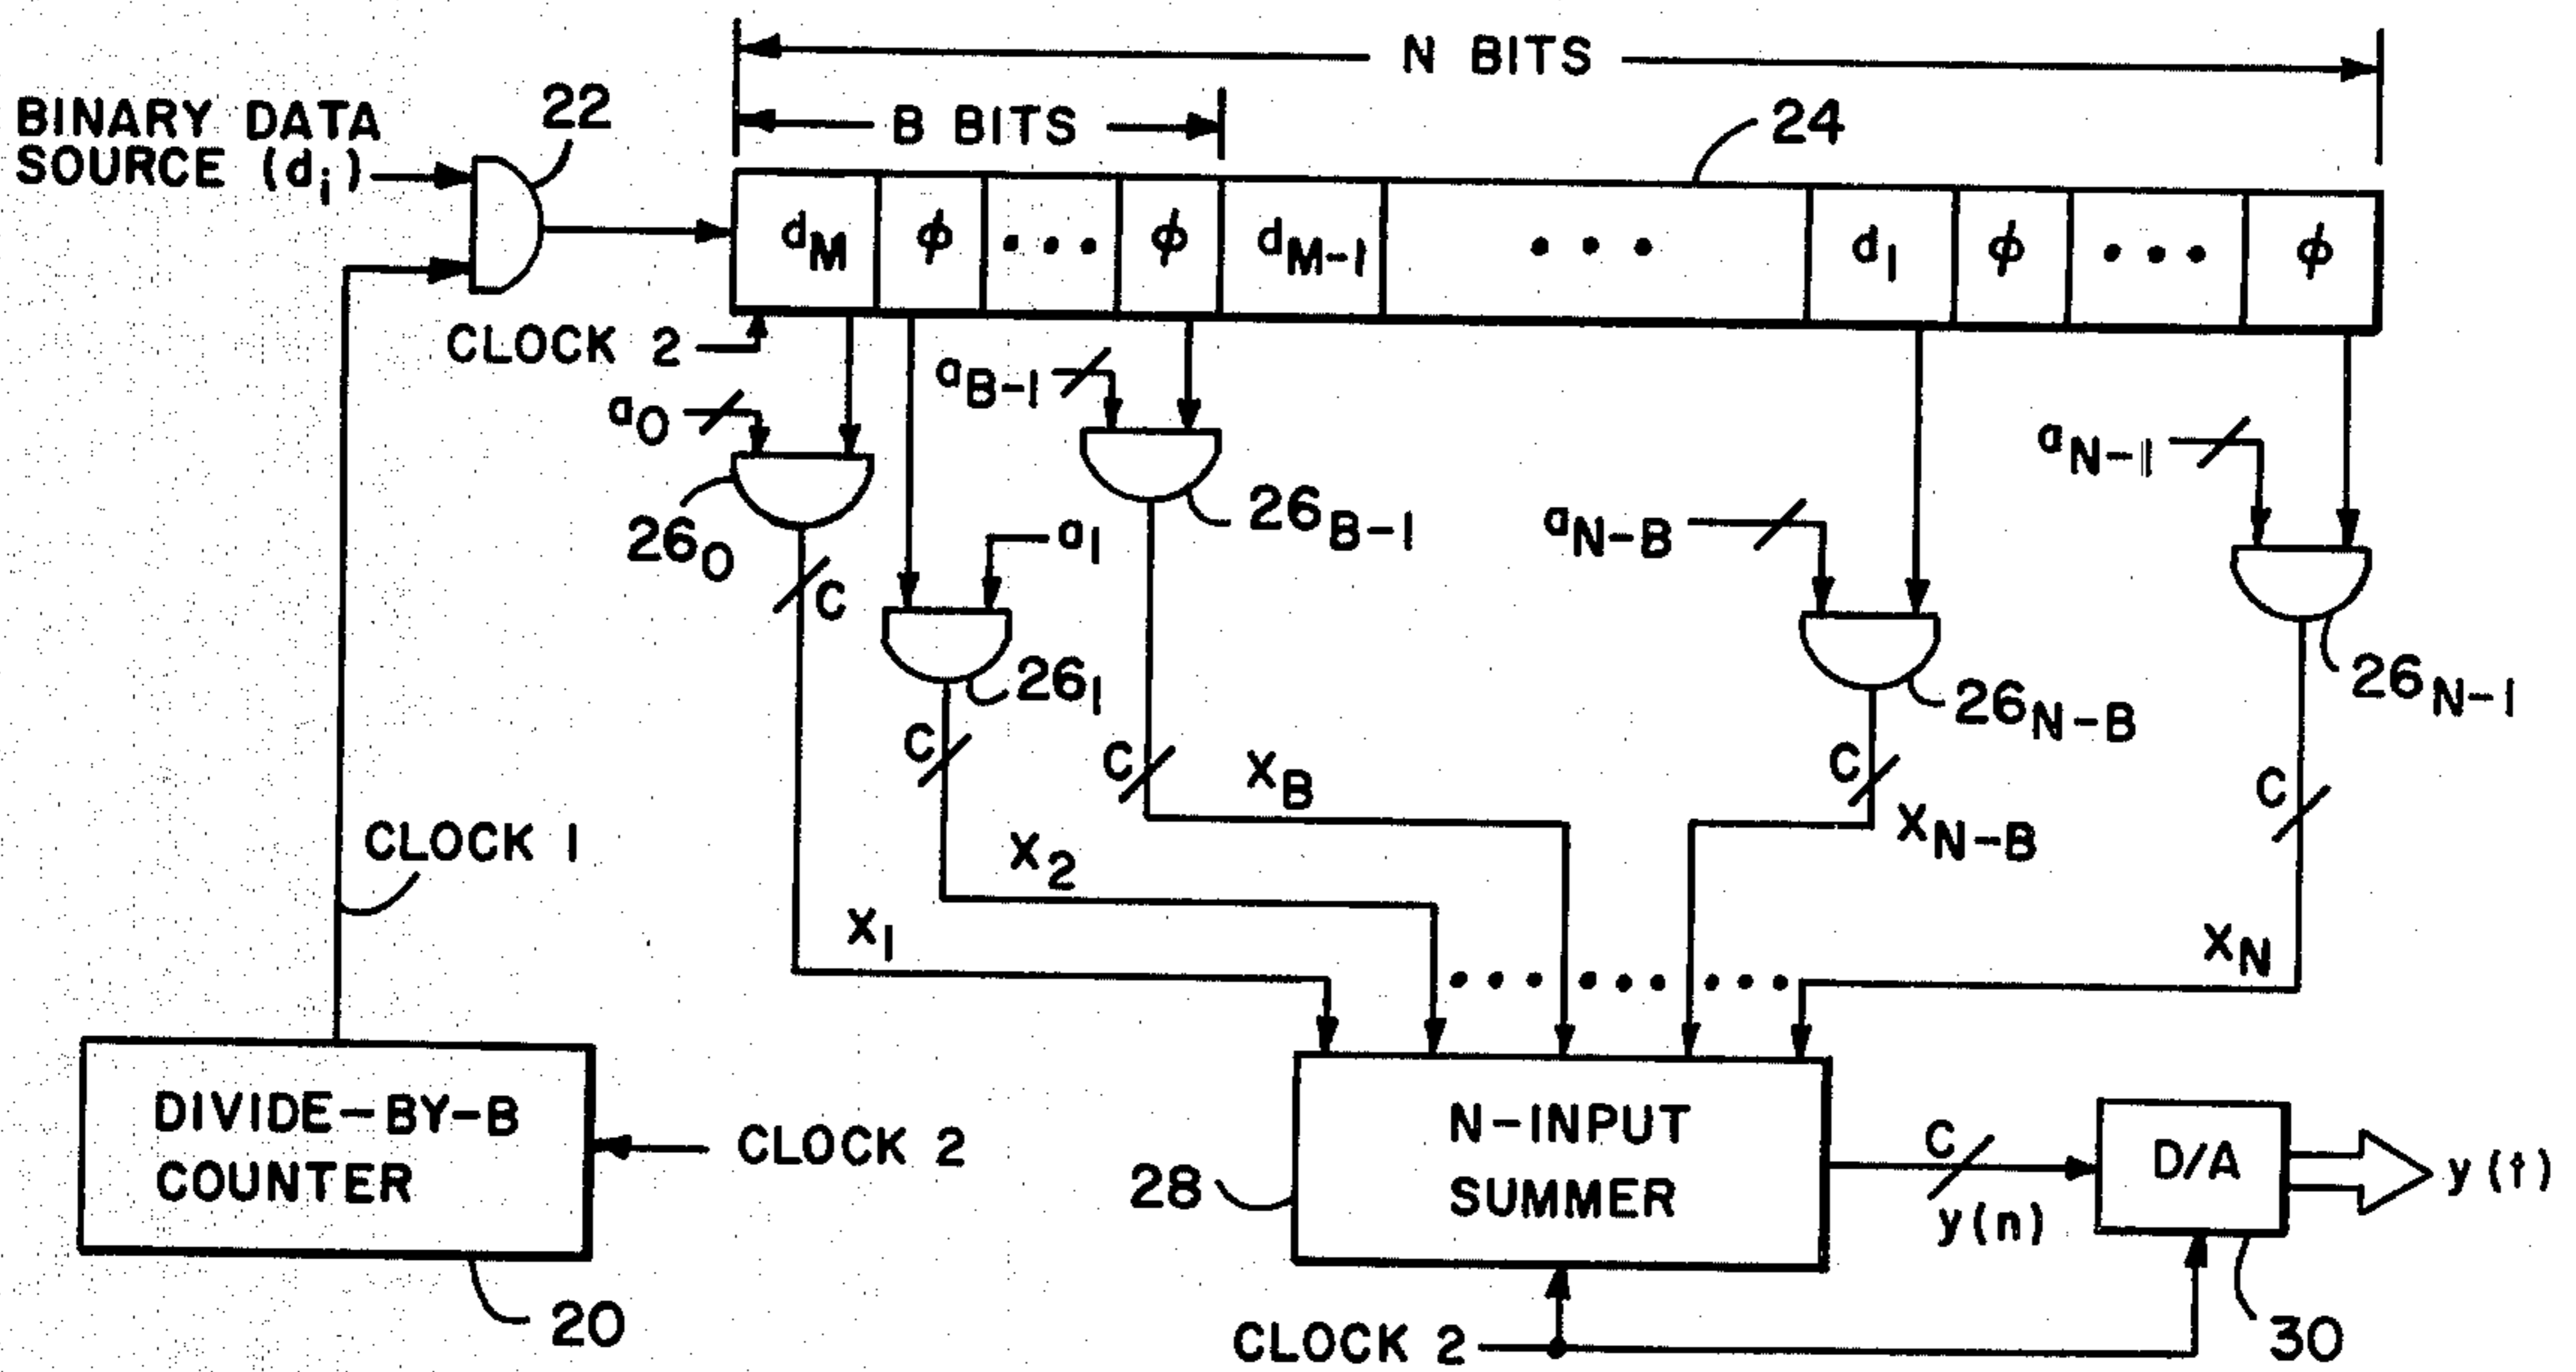 N BITS
B BITS
BINARY DATA
SOURCE (di)
22
24
dM
ϕ
• • •
ϕ
dM-1
• • •
d1
ϕ
• • •
ϕ
CLOCK 2
a0
aB-1
aN-1
260
26B-1
a1
aN-B
C
261
26N-B
26N-1
C
C
XB
C
XN-B
C
CLOCK 1
X2
X1
XN
DIVIDE-BY-B
COUNTER
CLOCK 2
20
N-INPUT
SUMMER
28
C
y(n)
D/A
y(t)
CLOCK 2
30